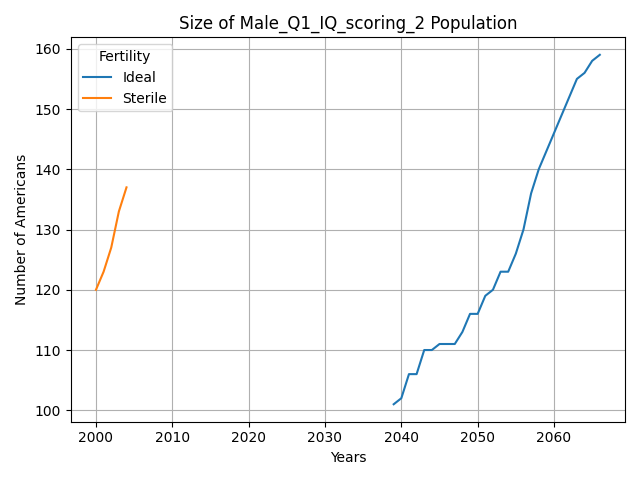 Size of Male_Q1_IQ_scoring_2 Population
Fertility
Ideal
Sterile
160
150
140
130
120
110
100
Number of Americans
2000 2010 2020 2030 2040 2050 2060
Years